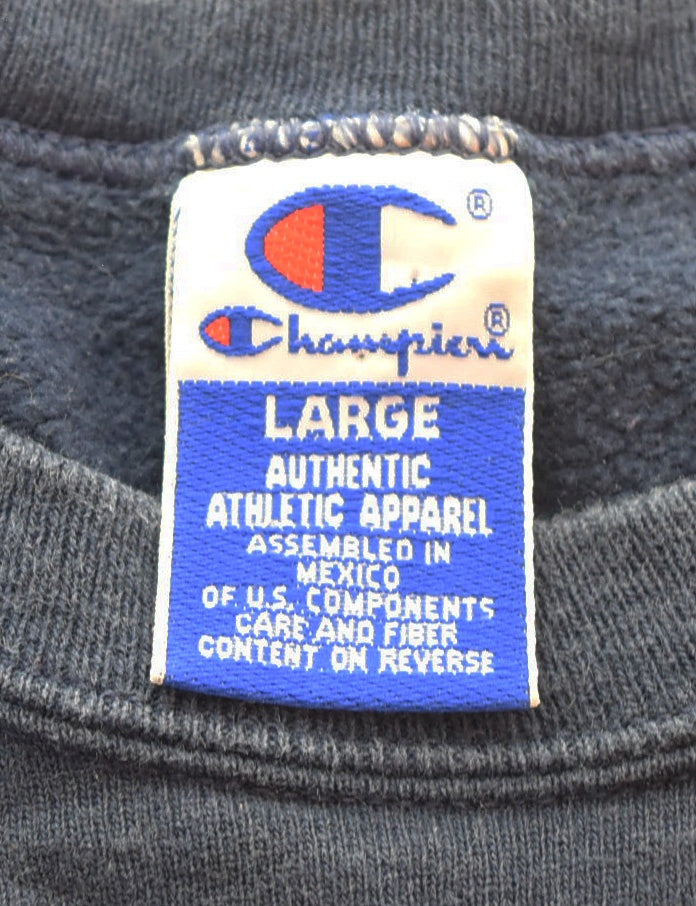 ®
Champion®
LARGE
AUTHENTIC
ATHLETIC APPAREL
ASSEMBLED IN
MEXICO
OF U.S. COMPONENTS
CARE AND FIBER
CONTENT ON REVERSE